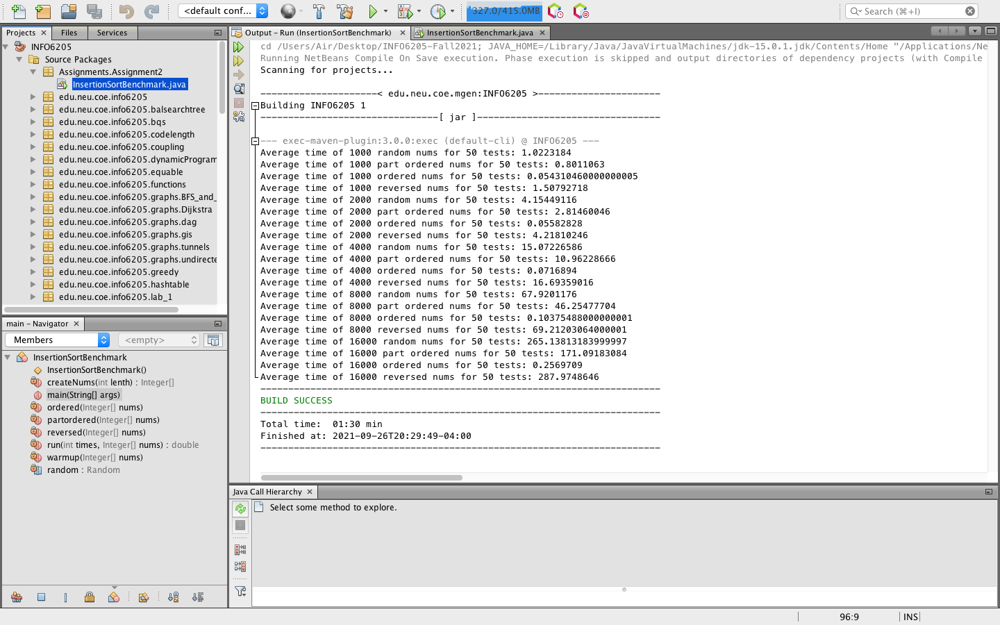 <default conf...
327.0/415.0MB
Search (⌘+I)
Projects
Files
Services
INFO6205
Source Packages
Assignments.Assignment2
InsertionSortBenchmark.java
edu.neu.coe.info6205
edu.neu.coe.info6205.balsearchtree
edu.neu.coe.info6205.bqs
edu.neu.coe.info6205.codelength
edu.neu.coe.info6205.coupling
edu.neu.coe.info6205.dynamicProgram
edu.neu.coe.info6205.equable
edu.neu.coe.info6205.functions
edu.neu.coe.info6205.graphs.BFS_and_
edu.neu.coe.info6205.graphs.Dijkstra
edu.neu.coe.info6205.graphs.dag
edu.neu.coe.info6205.graphs.gis
edu.neu.coe.info6205.graphs.tunnels
edu.neu.coe.info6205.graphs.undirecte
edu.neu.coe.info6205.greedy
edu.neu.coe.info6205.hashtable
edu.neu.coe.info6205.lab_1
main – Navigator
Members
<empty>
InsertionSortBenchmark
InsertionSortBenchmark()
createNums(int lenth) : Integer[]
main(String[] args)
ordered(Integer[] nums)
partordered(Integer[] nums)
reversed(Integer[] nums)
run(int times, Integer[] nums) : double
warmup(Integer[] nums)
random : Random
Output – Run (InsertionSortBenchmark)
InsertionSortBenchmark.java
cd /Users/Air/Desktop/INFO6205-Fall2021; JAVA_HOME=/Library/Java/JavaVirtualMachines/jdk-15.0.1.jdk/Contents/Home "/Applications/Ne
Running NetBeans Compile On Save execution. Phase execution is skipped and output directories of dependency projects (with Compile
Scanning for projects...
---------------------< edu.neu.coe.mgen:INFO6205 >----------------------
Building INFO6205 1
--------------------------------[ jar ]---------------------------------
--- exec-maven-plugin:3.0.0:exec (default-cli) @ INFO6205 ---
Average time of 1000 random nums for 50 tests: 1.0223184
Average time of 1000 part ordered nums for 50 tests: 0.8011063
Average time of 1000 ordered nums for 50 tests: 0.054310460000000005
Average time of 1000 reversed nums for 50 tests: 1.50792718
Average time of 2000 random nums for 50 tests: 4.15449116
Average time of 2000 part ordered nums for 50 tests: 2.81460046
Average time of 2000 ordered nums for 50 tests: 0.05582828
Average time of 2000 reversed nums for 50 tests: 4.21810246
Average time of 4000 random nums for 50 tests: 15.07226586
Average time of 4000 part ordered nums for 50 tests: 10.96228666
Average time of 4000 ordered nums for 50 tests: 0.0716894
Average time of 4000 reversed nums for 50 tests: 16.69359016
Average time of 8000 random nums for 50 tests: 67.9201176
Average time of 8000 part ordered nums for 50 tests: 46.25477704
Average time of 8000 ordered nums for 50 tests: 0.10375488000000001
Average time of 8000 reversed nums for 50 tests: 69.21203064000001
Average time of 16000 random nums for 50 tests: 265.13813183999997
Average time of 16000 part ordered nums for 50 tests: 171.09183084
Average time of 16000 ordered nums for 50 tests: 0.2569709
Average time of 16000 reversed nums for 50 tests: 287.9748646
------------------------------------------------------------------------
BUILD SUCCESS
------------------------------------------------------------------------
Total time:  01:30 min
Finished at: 2021-09-26T20:29:49-04:00
------------------------------------------------------------------------
Java Call Hierarchy
Select some method to explore.
96:9
INS